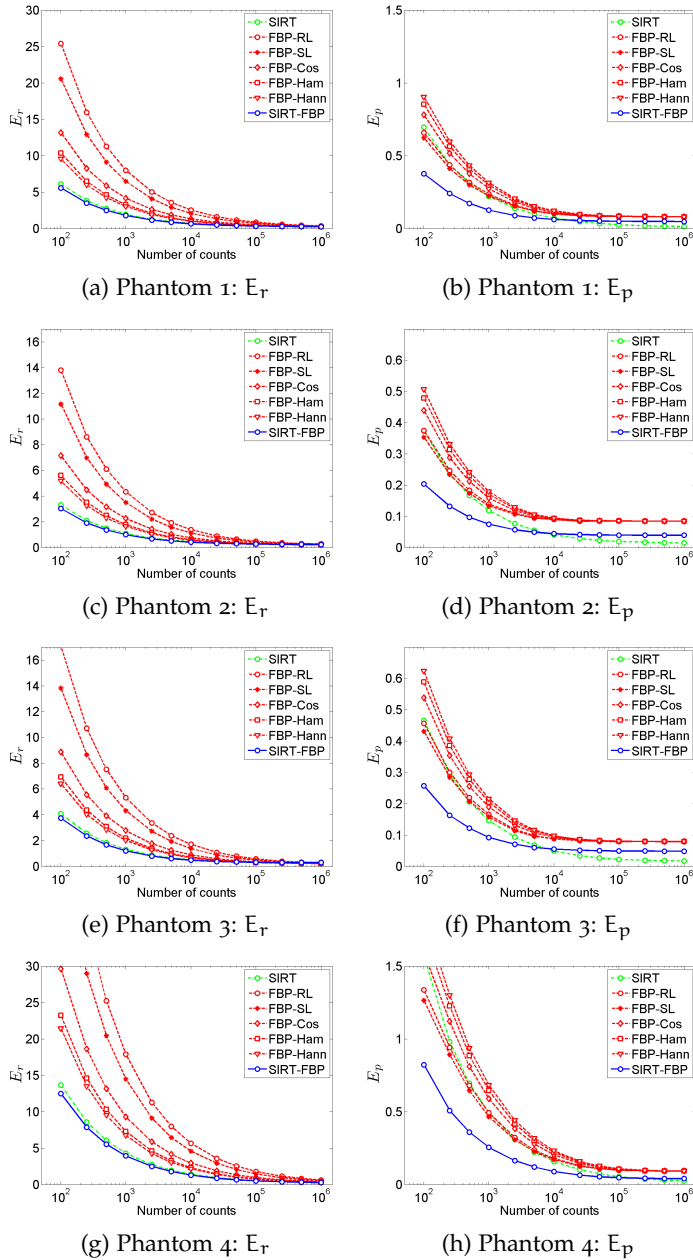 30
25
20
15
10
5
0
E_r
10^2 10^3 10^4 10^5 10^6
Number of counts
SIRT
FBP-RL
FBP-SL
FBP-Cos
FBP-Ham
FBP-Hann
SIRT-FBP
(a) Phantom 1: E_r
1
0.5
0
E_p
10^2 10^3 10^4 10^5 10^6
Number of counts
SIRT
FBP-RL
FBP-SL
FBP-Cos
FBP-Ham
FBP-Hann
SIRT-FBP
(b) Phantom 1: E_p
16
14
12
10
8
6
4
2
0
E_r
10^2 10^3 10^4 10^5 10^6
Number of counts
SIRT
FBP-RL
FBP-SL
FBP-Cos
FBP-Ham
FBP-Hann
SIRT-FBP
(c) Phantom 2: E_r
0.6
0.5
0.4
0.3
0.2
0.1
0
E_p
10^2 10^3 10^4 10^5 10^6
Number of counts
SIRT
FBP-RL
FBP-SL
FBP-Cos
FBP-Ham
FBP-Hann
SIRT-FBP
(d) Phantom 2: E_p
16
14
12
10
8
6
4
2
0
E_r
10^2 10^3 10^4 10^5 10^6
Number of counts
SIRT
FBP-RL
FBP-SL
FBP-Cos
FBP-Ham
FBP-Hann
SIRT-FBP
(e) Phantom 3: E_r
0.6
0.5
0.4
0.3
0.2
0.1
0
E_p
10^2 10^3 10^4 10^5 10^6
Number of counts
SIRT
FBP-RL
FBP-SL
FBP-Cos
FBP-Ham
FBP-Hann
SIRT-FBP
(f) Phantom 3: E_p
30
25
20
15
10
5
0
E_r
10^2 10^3 10^4 10^5 10^6
Number of counts
SIRT
FBP-RL
FBP-SL
FBP-Cos
FBP-Ham
FBP-Hann
SIRT-FBP
(g) Phantom 4: E_r
1.5
1
0.5
0
E_p
10^2 10^3 10^4 10^5 10^6
Number of counts
SIRT
FBP-RL
FBP-SL
FBP-Cos
FBP-Ham
FBP-Hann
SIRT-FBP
(h) Phantom 4: E_p